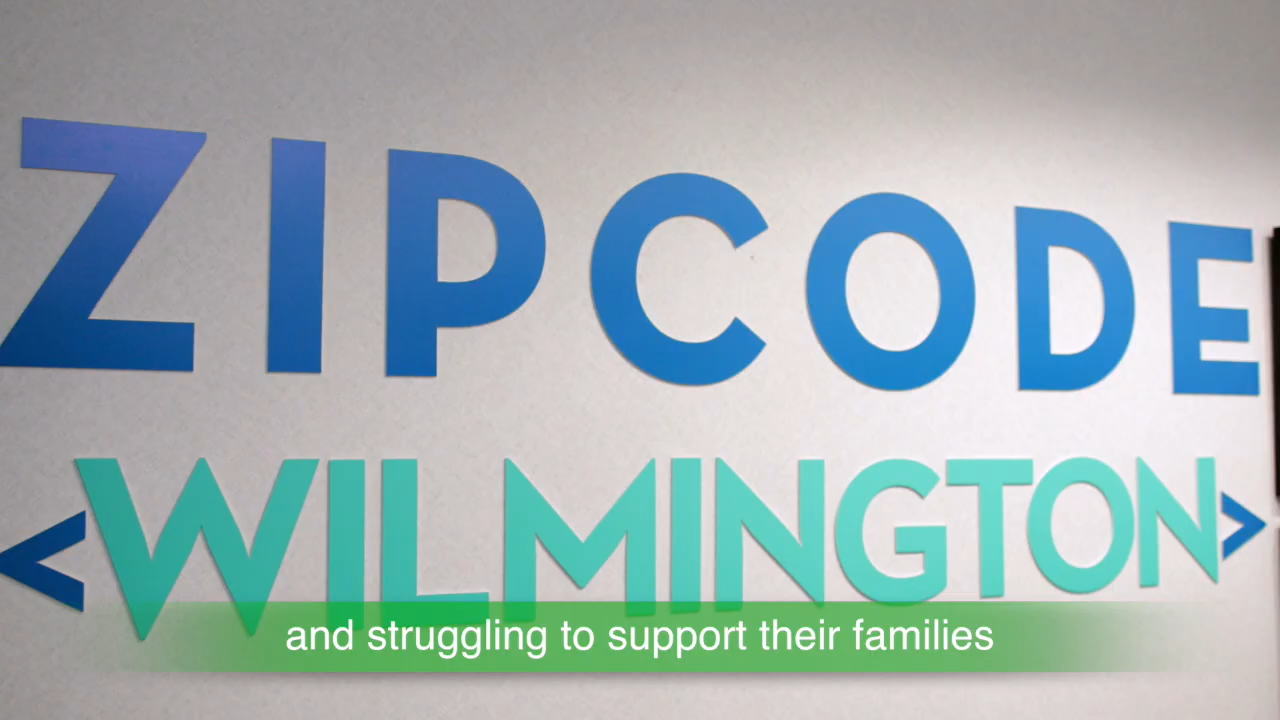 ZIPCODE
<WILMINGTON>
and struggling to support their families